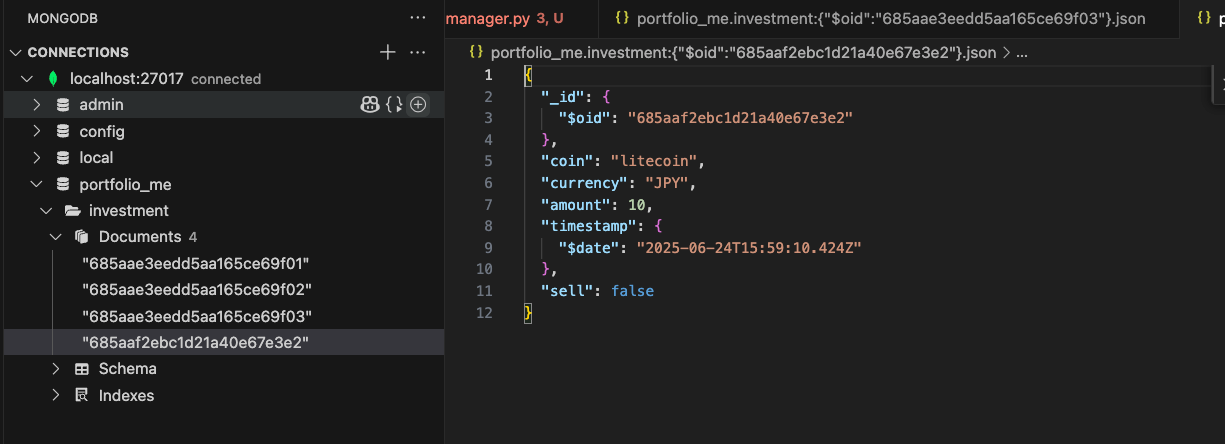 MONGODB ...
CONNECTIONS + ...
localhost:27017 connected
admin
config
local
portfolio_me
investment
Documents 4
"685aae3eedd5aa165ce69f01"
"685aae3eedd5aa165ce69f02"
"685aae3eedd5aa165ce69f03"
"685aaf2ebc1d21a40e67e3e2"
Schema
Indexes
manager.py 3, U
{} portfolio_me.investment:{"$oid":"685aae3eedd5aa165ce69f03"}.json
{} p
{} portfolio_me.investment:{"$oid":"685aaf2ebc1d21a40e67e3e2"}.json > ...
1 {
2 "_id": {
3 "$oid": "685aaf2ebc1d21a40e67e3e2"
4 },
5 "coin": "litecoin",
6 "currency": "JPY",
7 "amount": 10,
8 "timestamp": {
9 "$date": "2025-06-24T15:59:10.424Z"
10 },
11 "sell": false
12 }